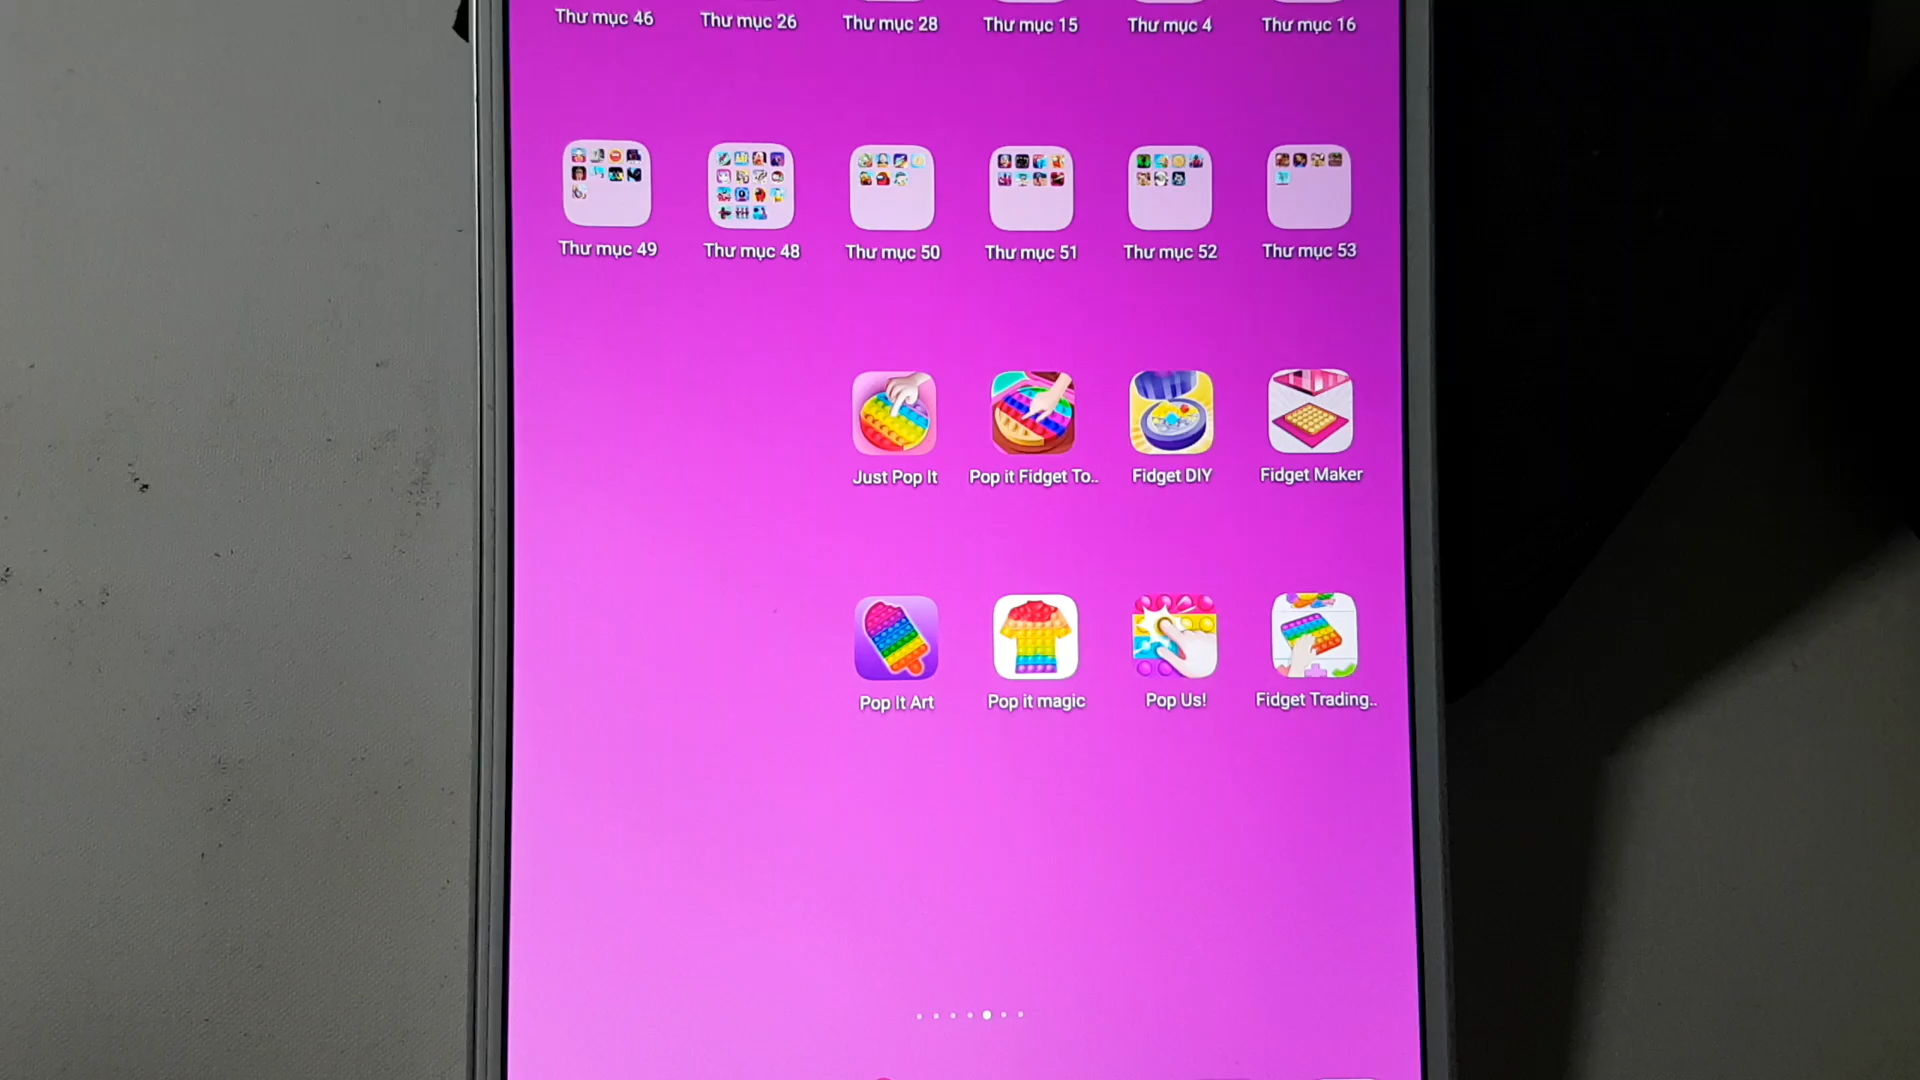 Thư mục 46
Thư mục 26
Thư mục 28
Thư mục 15
Thư mục 4
Thư mục 16
Thư mục 49
Thư mục 48
Thư mục 50
Thư mục 51
Thư mục 52
Thư mục 53
Just Pop It
Pop it Fidget To..
Fidget DIY
Fidget Maker
Pop It Art
Pop it magic
Pop Us!
Fidget Trading..